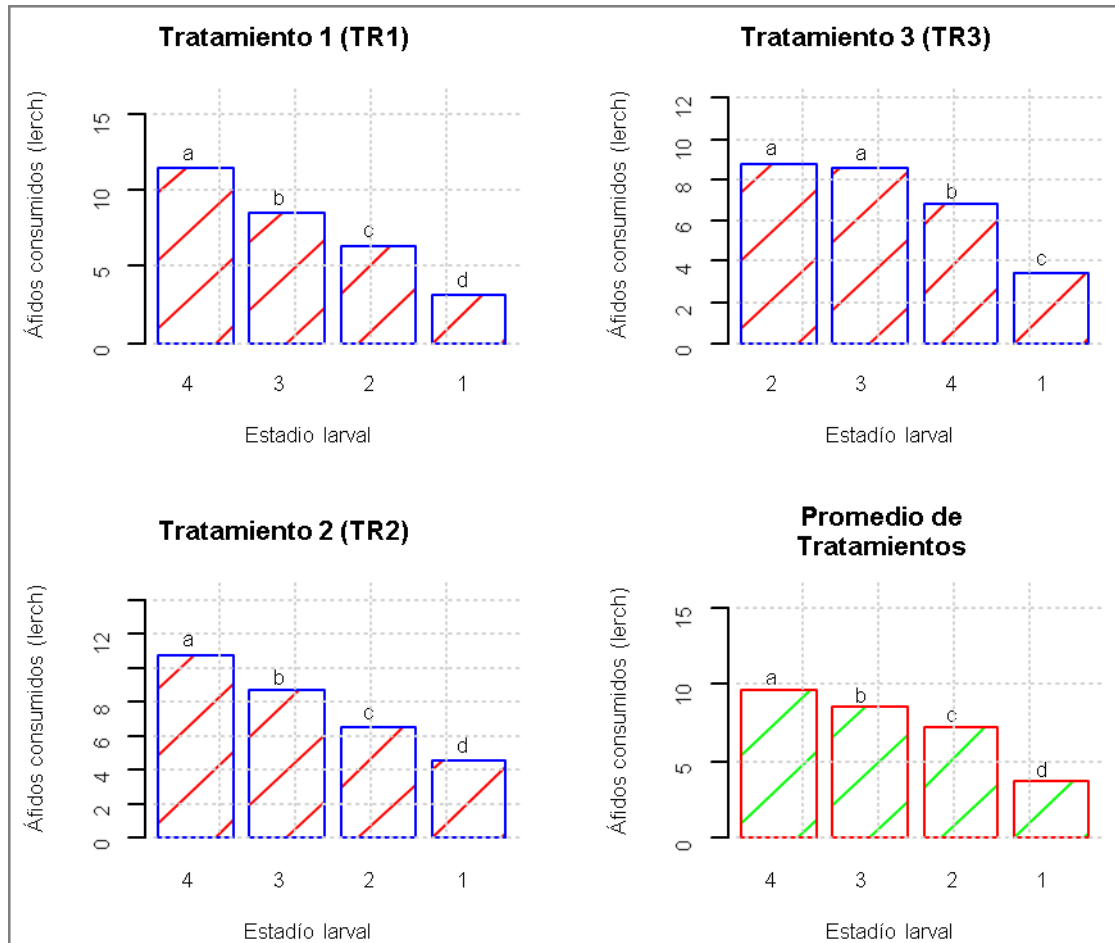 Tratamiento 1 (TR1)
Áfidos consumidos (lerch)
15
10
5
0
a
b
c
d
4 3 2 1
Estadio larval
Tratamiento 3 (TR3)
Áfidos consumidos (lerch)
12
10
8
6
4
2
0
a
a
b
c
2 3 4 1
Estadío larval
Tratamiento 2 (TR2)
Áfidos consumidos (lerch)
12
8
6
4
2
0
a
b
c
d
4 3 2 1
Estadío larval
Promedio de
Tratamientos
Áfidos consumidos (lerch)
15
10
5
0
a
b
c
d
4 3 2 1
Estadío larval